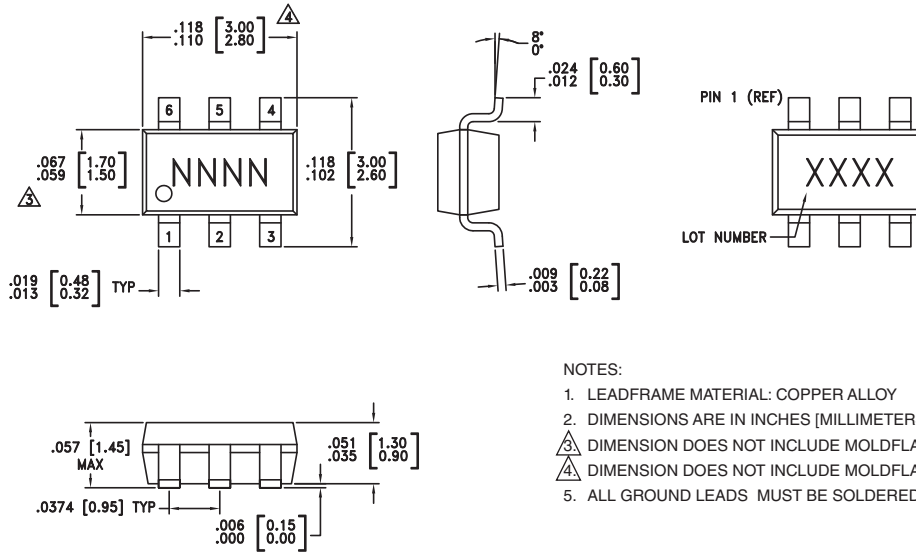 .118 [3.00]
.110 [2.80]
4
6 5 4
NNNN
1 2 3
.067 [1.70]
.059 [1.50]
3
.118 [3.00]
.102 [2.60]
.019 [0.48]
.013 [0.32] TYP
8°
0°
.024 [0.60]
.012 [0.30]
.009 [0.22]
.003 [0.08]
PIN 1 (REF)
XXXX
LOT NUMBER
.057 [1.45]
MAX
.051 [1.30]
.035 [0.90]
.0374 [0.95] TYP
.006 [0.15]
.000 [0.00]
NOTES:
1. LEADFRAME MATERIAL: COPPER ALLOY
2. DIMENSIONS ARE IN INCHES [MILLIMETER
3. DIMENSION DOES NOT INCLUDE MOLDFLA
4. DIMENSION DOES NOT INCLUDE MOLDFLA
5. ALL GROUND LEADS MUST BE SOLDERED